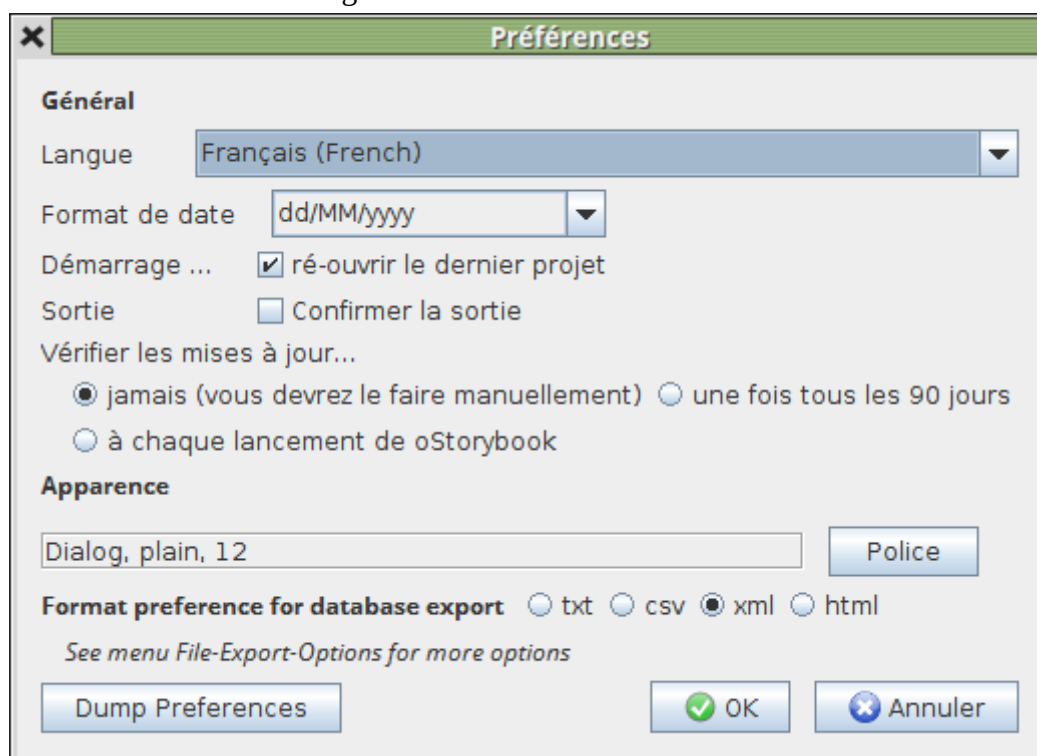 Préférences
Général
Langue Français (French)
Format de date dd/MM/yyyy
Démarrage ... ré-ouvrir le dernier projet
Sortie Confirmer la sortie
Vérifier les mises à jour...
jamais (vous devrez le faire manuellement) une fois tous les 90 jours
à chaque lancement de oStorybook
Apparence
Dialog, plain, 12 Police
Format preference for database export txt csv xml html
See menu File-Export-Options for more options
Dump Preferences OK Annuler